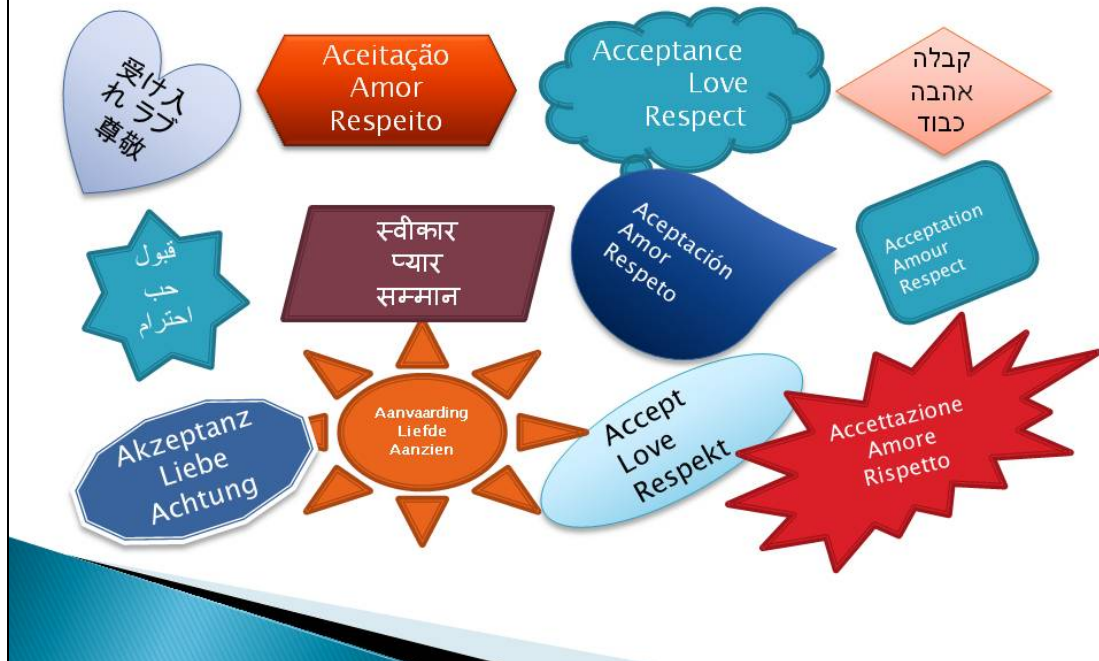 受け入
れ ラブ
尊敬
Aceitação
Amor
Respeito
Acceptance
Love
Respect
קבלה
אהבה
כבוד
قبول
حب
احترام
स्वीकार
प्यार
सम्मान
Aceptación
Amor
Respeto
Acceptation
Amour
Respect
Akzeptanz
Liebe
Achtung
Aanvaarding
Liefde
Aanzien
Accept
Love
Respekt
Accettazione
Amore
Rispetto